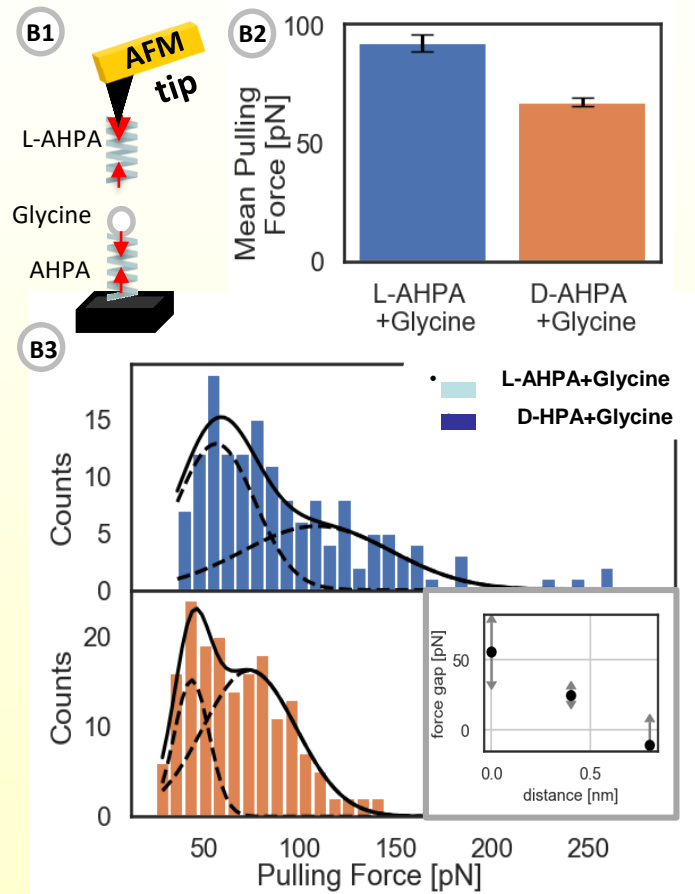 B1
AFM
tip
L-AHPA
Glycine
AHPA
B2
Mean Pulling
Force [pN]
100
50
0
L-AHPA
+Glycine
D-AHPA
+Glycine
B3
L-AHPA+Glycine
D-HPA+Glycine
Counts
15
10
5
0
Counts
20
10
0
force gap [pN]
50
0
0.0
0.5
distance [nm]
50
100
150
200
250
Pulling Force [pN]